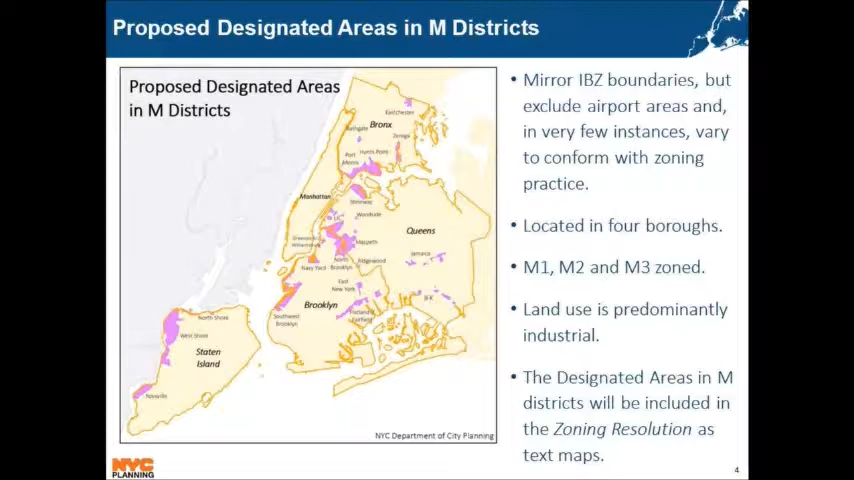 Proposed Designated Areas in M Districts
Proposed Designated Areas
in M Districts
Eastchester
Bathgate
Bronx
Zerega
Hunts Point
Port
Morris
Manhattan
Steinway
LIC
Woodside
Queens
Greenpoint
Williamsburg
Maspeth
Jamaica
Navy Yard
North
Brooklyn
Ridgewood
East
New York
JFK
Brooklyn
Flatlands
Fairfield
Southwest
Brooklyn
North Shore
West Shore
Staten
Island
Rossville
NYC Department of City Planning
• Mirror IBZ boundaries, but
exclude airport areas and,
in very few instances, vary
to conform with zoning
practice.
• Located in four boroughs.
• M1, M2 and M3 zoned.
• Land use is predominantly
industrial.
• The Designated Areas in M
districts will be included in
the Zoning Resolution as
text maps.
NYC
PLANNING
4